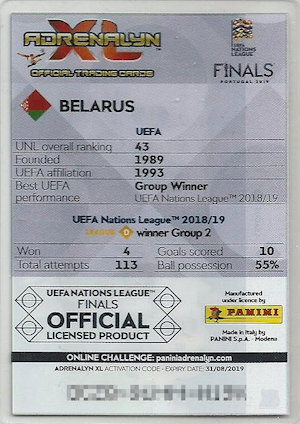 ADRENALYN XL™
OFFICIAL TRADING CARDS
UEFA NATIONS LEAGUE
FINALS
PORTUGAL 2019
BELARUS
UEFA
UNL overall ranking 43
Founded 1989
UEFA affiliation 1993
Best UEFA performance Group Winner
UEFA Nations League™ 2018/19
UEFA Nations League™ 2018/19
LEAGUE D winner Group 2
Won 4 Goals scored 10
Total attempts 113 Ball possession 55%
UEFA NATIONS LEAGUE™
FINALS
OFFICIAL
LICENSED PRODUCT
Manufactured
under licence by
PANINI
Made in Italy by
PANINI S.p.A. - Modena
ONLINE CHALLENGE: paniniadrenalyn.com
ADRENALYN XL ACTIVATION CODE - EXPIRY DATE: 31/08/2019